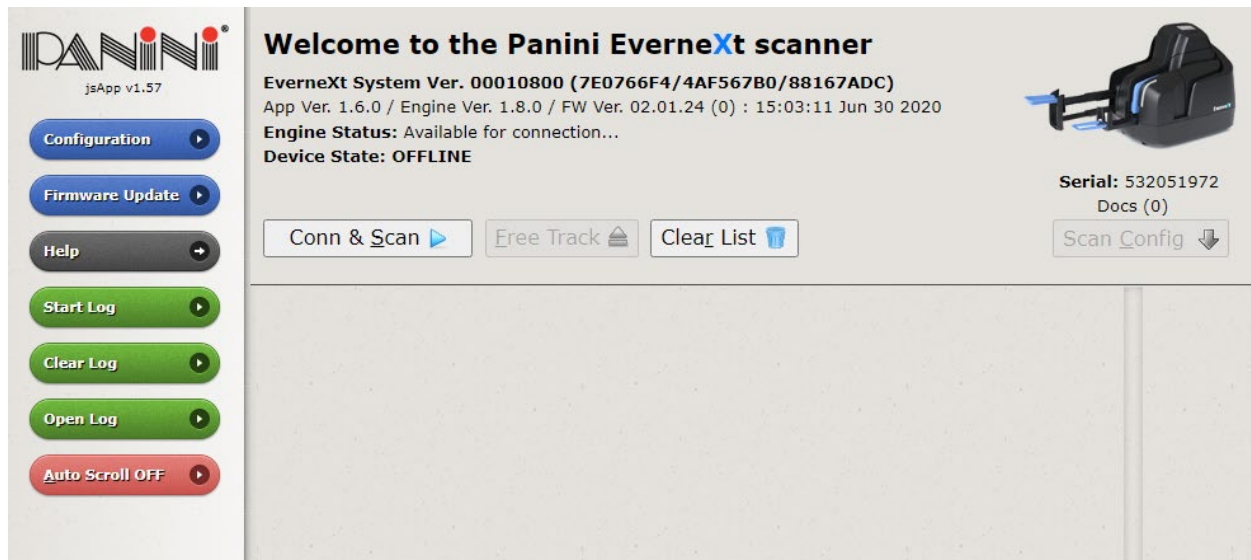 PANINI®
jsApp v1.57
Configuration
Firmware Update
Help
Start Log
Clear Log
Open Log
Auto Scroll OFF
Welcome to the Panini EverneXt scanner
EverneXt System Ver. 00010800 (7E0766F4/4AF567B0/88167ADC)
App Ver. 1.6.0 / Engine Ver. 1.8.0 / FW Ver. 02.01.24 (0) : 15:03:11 Jun 30 2020
Engine Status: Available for connection...
Device State: OFFLINE
Serial: 532051972
Docs (0)
Conn & Scan
Free Track
Clear List
Scan Config